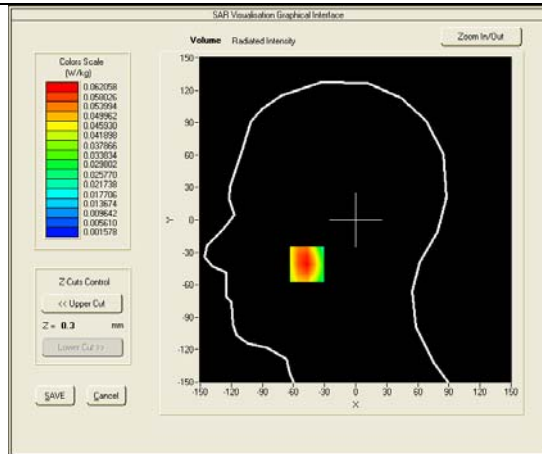 SAR Visualisation Graphical Interface
Volume Radiated Intensity
Zoom In/Out
Colors Scale
(W/kg)
0.062058
0.058026
0.053994
0.049962
0.045930
0.041898
0.037866
0.033834
0.029802
0.025770
0.021738
0.017706
0.013674
0.009642
0.005610
0.001578
Z Cuts Control
<< Upper Cut
Z = 0.3 mm
Lower Cut >>
SAVE
Cancel
150
120
90
60
30
0
-30
-60
-90
-120
-150
Y
-150 -120 -90 -60 -30 0 30 60 90 120 150
X